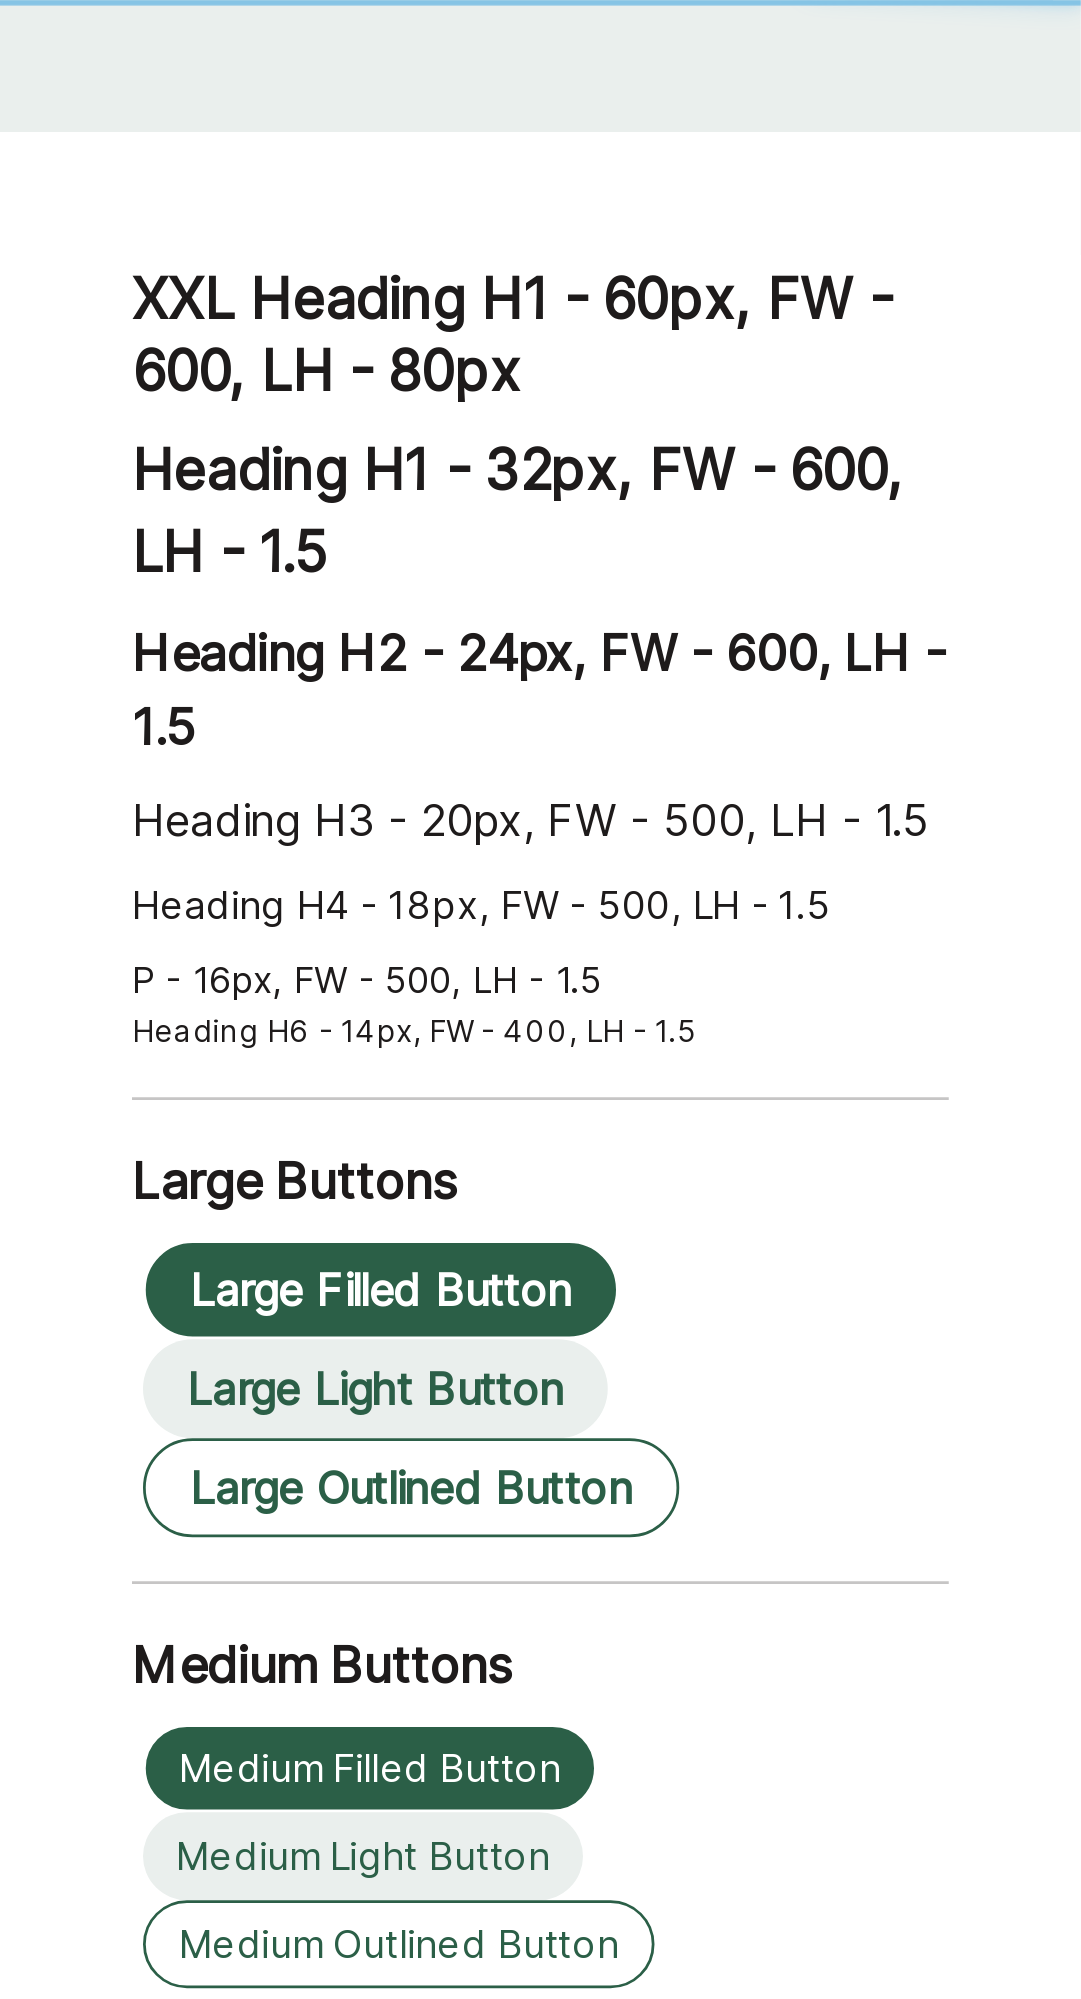 XXL Heading H1 - 60px, FW -
600, LH - 80px
Heading H1 - 32px, FW - 600,
LH - 1.5
Heading H2 - 24px, FW - 600, LH -
1.5
Heading H3 - 20px, FW - 500, LH - 1.5
Heading H4 - 18px, FW - 500, LH - 1.5
P - 16px, FW - 500, LH - 1.5
Heading H6 - 14px, FW - 400, LH - 1.5
Large Buttons
Large Filled Button
Large Light Button
Large Outlined Button
Medium Buttons
Medium Filled Button
Medium Light Button
Medium Outlined Button